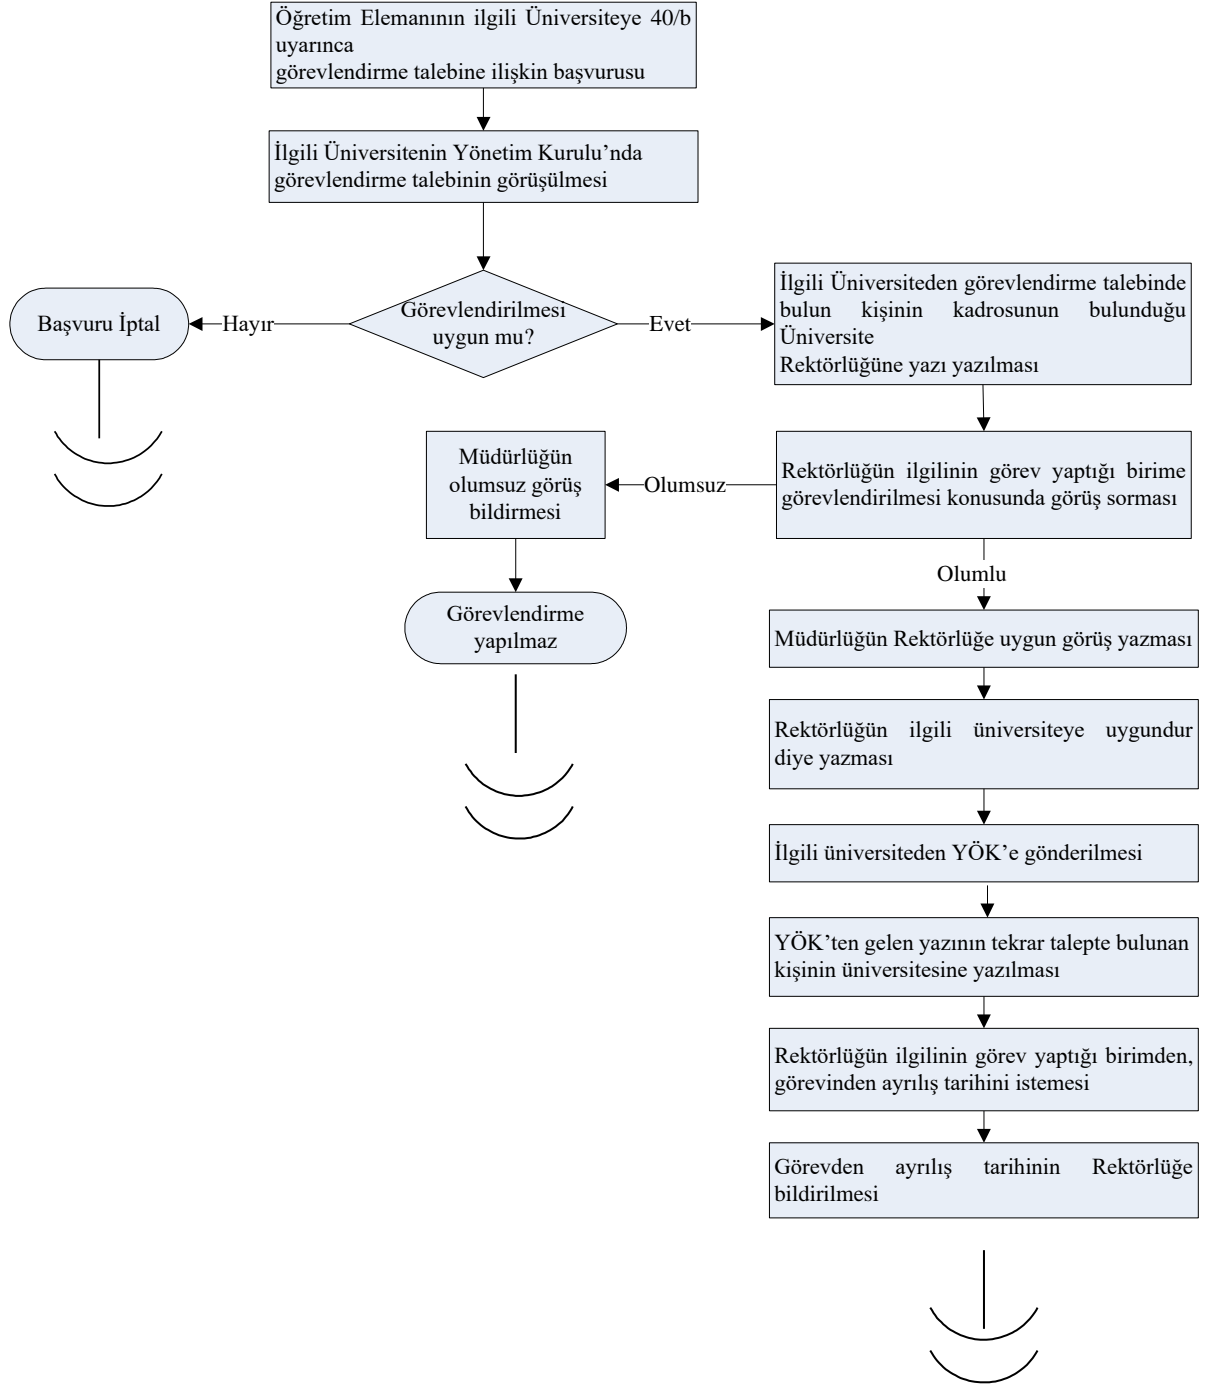 Öğretim Elemanının ilgili Üniversiteye 40/b
uyarınca
görevlendirme talebine ilişkin başvurusu
İlgili Üniversitenin Yönetim Kurulu’nda
görevlendirme talebinin görüşülmesi
Görevlendirilmesi
uygun mu?
Hayır
Başvuru İptal
Evet
İlgili Üniversiteden görevlendirme talebinde
bulun kişinin kadrosunun bulunduğu
Üniversite
Rektörlüğüne yazı yazılması
Rektörlüğün ilgilinin görev yaptığı birime
görevlendirilmesi konusunda görüş sorması
Olumsuz
Müdürlüğün
olumsuz görüş
bildirmesi
Görevlendirme
yapılmaz
Olumlu
Müdürlüğün Rektörlüğe uygun görüş yazması
Rektörlüğün ilgili üniversiteye uygundur
diye yazması
İlgili üniversiteden YÖK’e gönderilmesi
YÖK’ten gelen yazının tekrar talepte bulunan
kişinin üniversitesine yazılması
Rektörlüğün ilgilinin görev yaptığı birimden,
görevinden ayrılış tarihini istemesi
Görevden ayrılış tarihinin Rektörlüğe
bildirilmesi